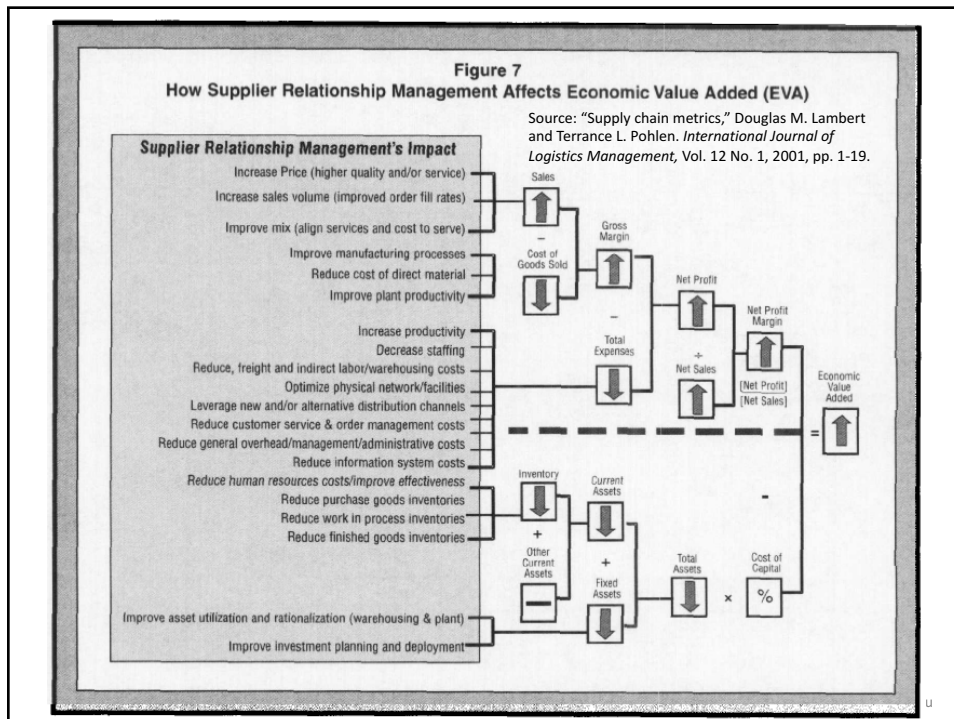 Figure 7
How Supplier Relationship Management Affects Economic Value Added (EVA)
Source: “Supply chain metrics,” Douglas M. Lambert
and Terrance L. Pohlen. International Journal of
Logistics Management, Vol. 12 No. 1, 2001, pp. 1-19.
Supplier Relationship Management's Impact
Increase Price (higher quality and/or service)
Increase sales volume (improved order fill rates)
Improve mix (align services and cost to serve)
Improve manufacturing processes
Reduce cost of direct material
Improve plant productivity
Increase productivity
Decrease staffing
Reduce, freight and indirect labor/warehousing costs
Optimize physical network/facilities
Leverage new and/or alternative distribution channels
Reduce customer service & order management costs
Reduce general overhead/management/administrative costs
Reduce information system costs
Reduce human resources costs/improve effectiveness
Reduce purchase goods inventories
Reduce work in process inventories
Reduce finished goods inventories
Improve asset utilization and rationalization (warehousing & plant)
Improve investment planning and deployment
Sales
–
Cost of
Goods Sold
Gross
Margin
–
Total
Expenses
Net Profit
÷
Net Sales
Net Profit
Margin
[Net Profit]
[Net Sales]
Economic
Value
Added
=
-
Inventory
+
Other
Current
Assets
Current
Assets
+
Fixed
Assets
Total
Assets
×
Cost of
Capital
%
u